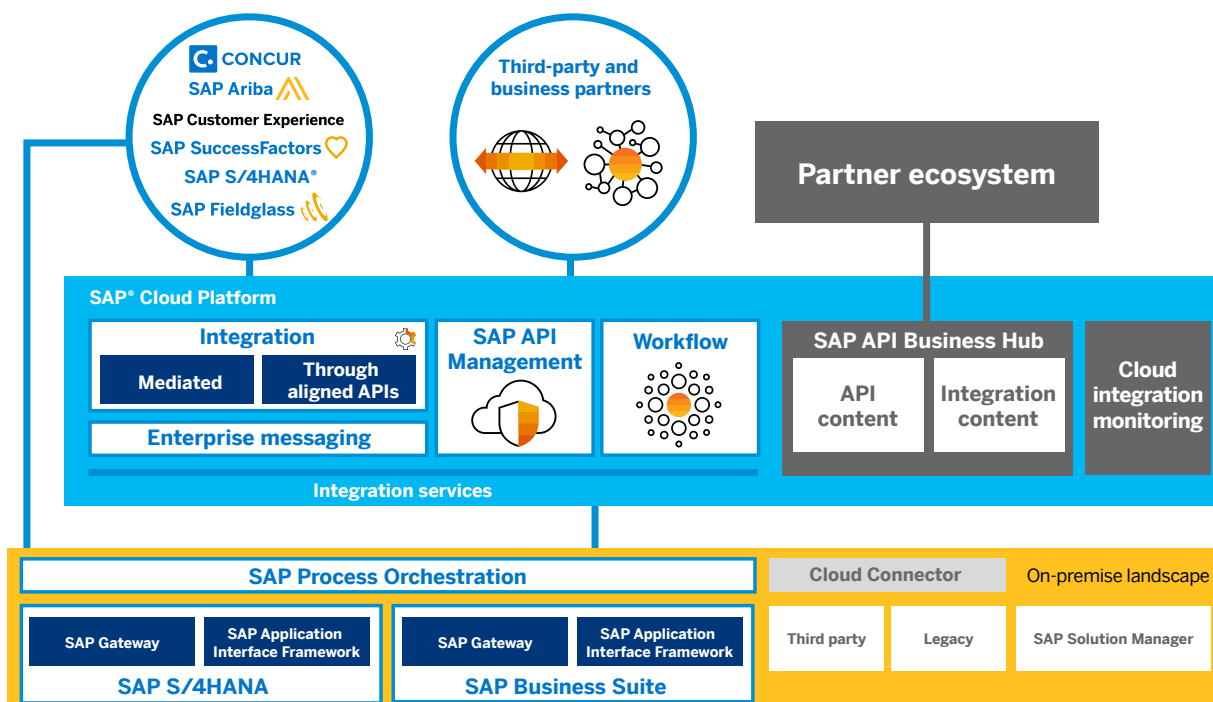 C. CONCUR
SAP Ariba
SAP Customer Experience
SAP SuccessFactors
SAP S/4HANA®
SAP Fieldglass
Third-party and
business partners
Partner ecosystem
SAP® Cloud Platform
Integration
Mediated
Through
aligned APIs
Enterprise messaging
SAP API
Management
Workflow
Integration services
SAP API Business Hub
API
content
Integration
content
Cloud
integration
monitoring
SAP Process Orchestration
Cloud Connector
On-premise landscape
SAP Gateway
SAP Application
Interface Framework
SAP S/4HANA
SAP Gateway
SAP Application
Interface Framework
SAP Business Suite
Third party
Legacy
SAP Solution Manager